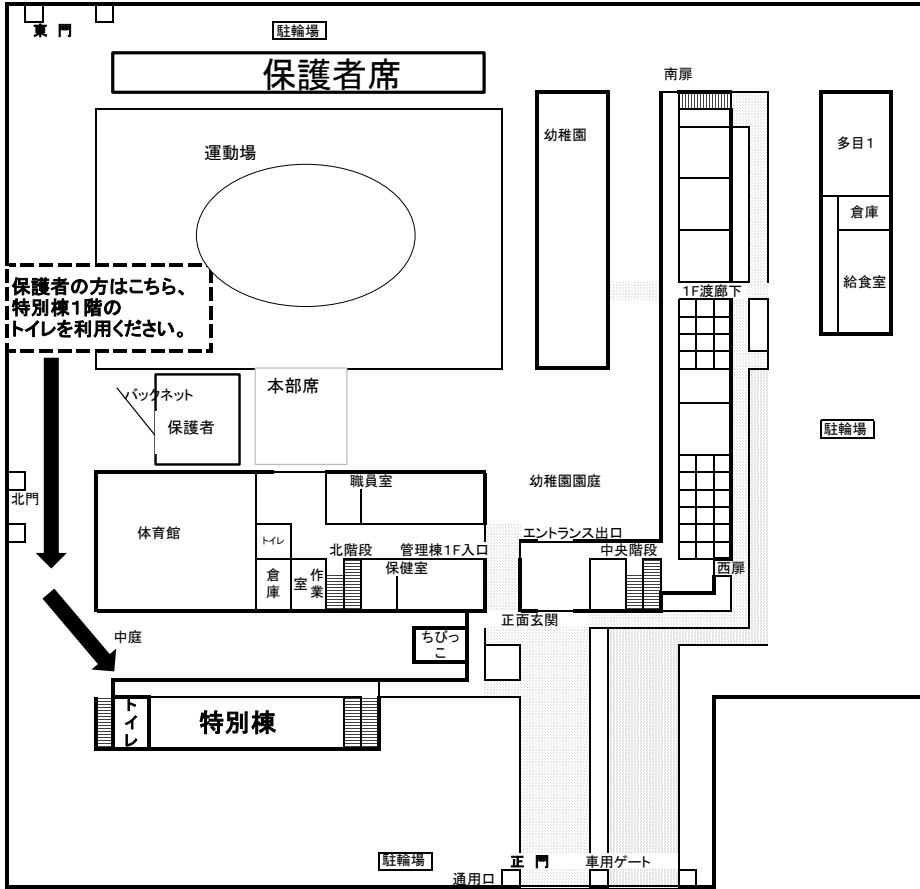 東 門
駐輪場
保護者席
南扉
幼稚園
多目1
運動場
倉庫
保護者の方はこちら、
特別棟1階の
トイレを利用ください。
1F渡廊下
給食室
バックネット
本部席
保護者
駐輪場
職員室
幼稚園園庭
北門
体育館
エントランス出口
トイレ
北階段
管理棟1F入口
中央階段
倉庫
作業室
保健室
西扉
正面玄関
中庭
ちびっ
こ
トイレ
特別棟
駐輪場
正 門
車用ゲート
通用口